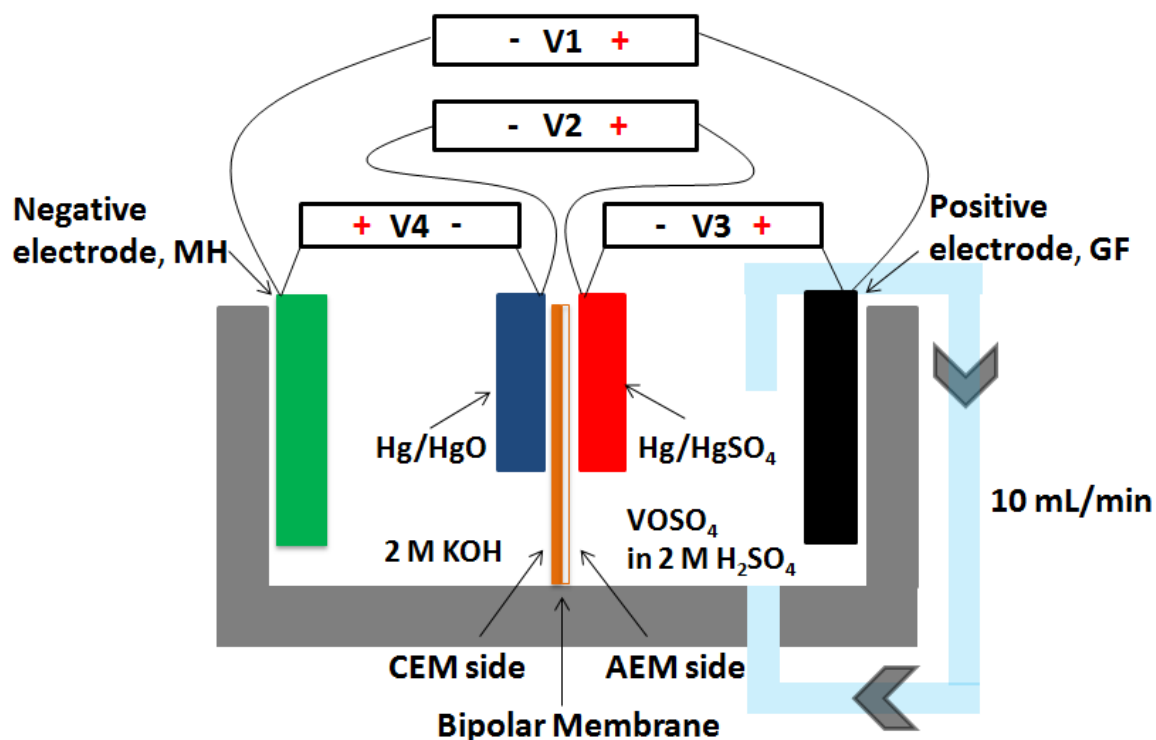 - V1 +
- V2 +
Negative
electrode, MH
+ V4 -
- V3 +
Positive
electrode, GF
Hg/HgO
Hg/HgSO₄
10 mL/min
2 M KOH
VOSO₄
in 2 M H₂SO₄
CEM side
AEM side
Bipolar Membrane